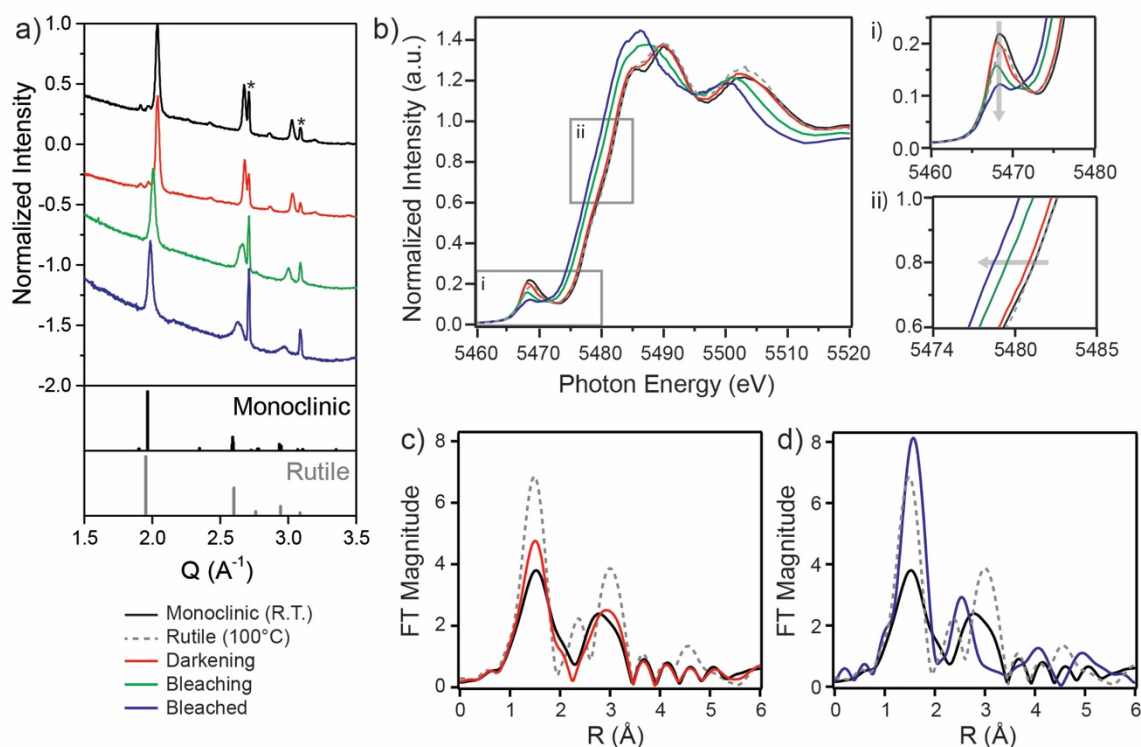 a)
Normalized Intensity
1.0
0.5
0.0
-0.5
-1.0
-1.5
-2.0
*
*
Monoclinic
Rutile
1.5 2.0 2.5 3.0 3.5
Q (A⁻¹)
Monoclinic (R.T.)
Rutile (100°C)
Darkening
Bleaching
Bleached
b)
Normalized Intensity (a.u.)
1.4
1.2
1.0
0.8
0.6
0.4
0.2
0.0
ii
i
5460 5470 5480 5490 5500 5510 5520
Photon Energy (eV)
i)
0.2
0.1
0.0
5460 5470 5480
ii)
1.0
0.8
0.6
5474 5480 5485
c)
FT Magnitude
8
6
4
2
0
0 1 2 3 4 5 6
R (Å)
d)
FT Magnitude
8
6
4
2
0
0 1 2 3 4 5 6
R (Å)